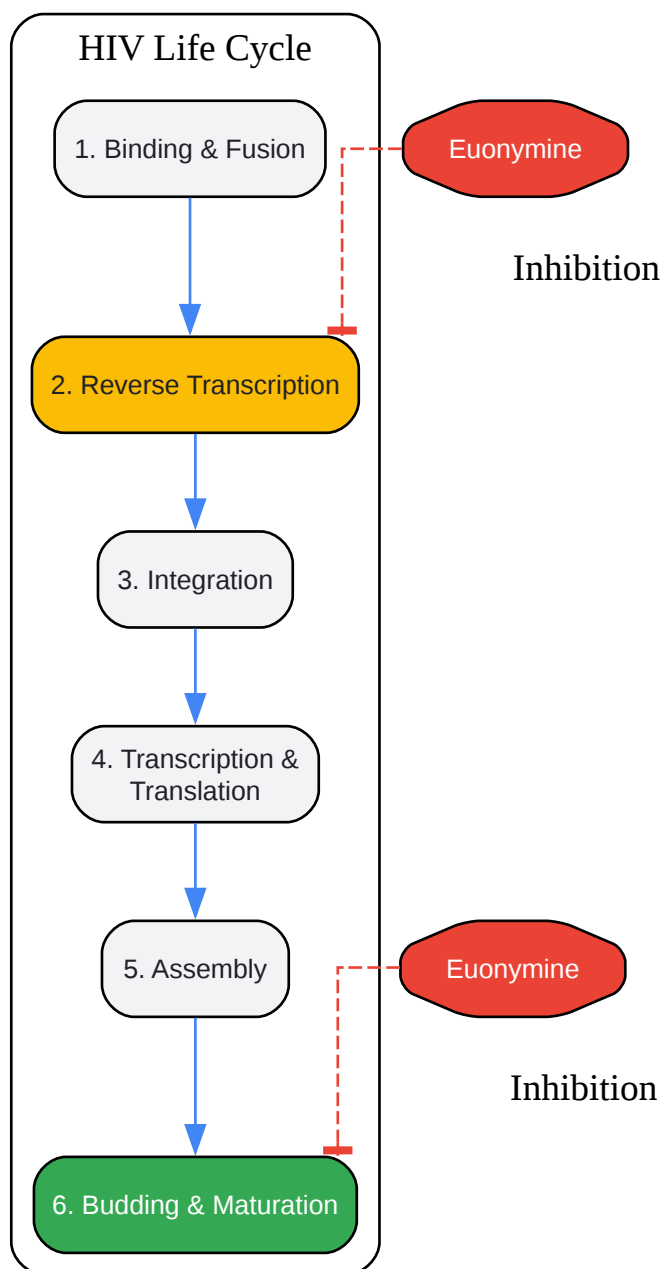 HIV Life Cycle
1. Binding & Fusion
Euonymine
Inhibition
2. Reverse Transcription
3. Integration
4. Transcription &
Translation
5. Assembly
Euonymine
Inhibition
6. Budding & Maturation